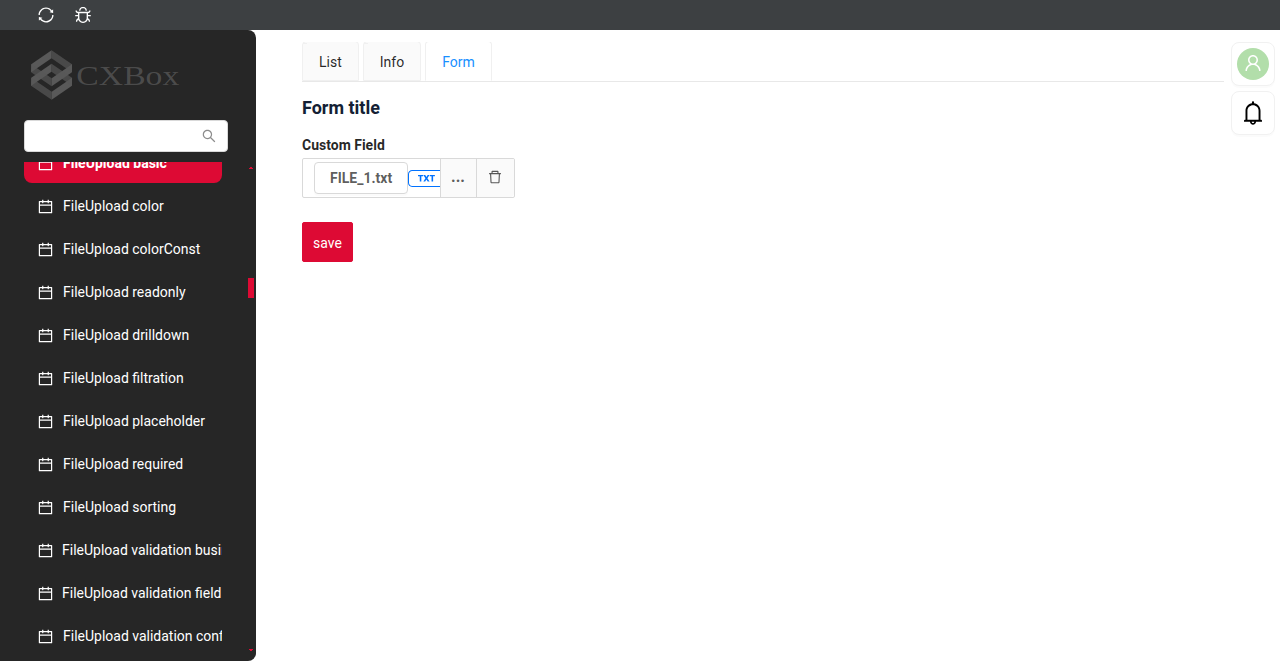 CXBox
FileUpload basic
FileUpload color
FileUpload colorConst
FileUpload readonly
FileUpload drilldown
FileUpload filtration
FileUpload placeholder
FileUpload required
FileUpload sorting
FileUpload validation busi
FileUpload validation field
FileUpload validation conf
List Info Form
Form title
Custom Field
FILE_1.txt TXT ...
save